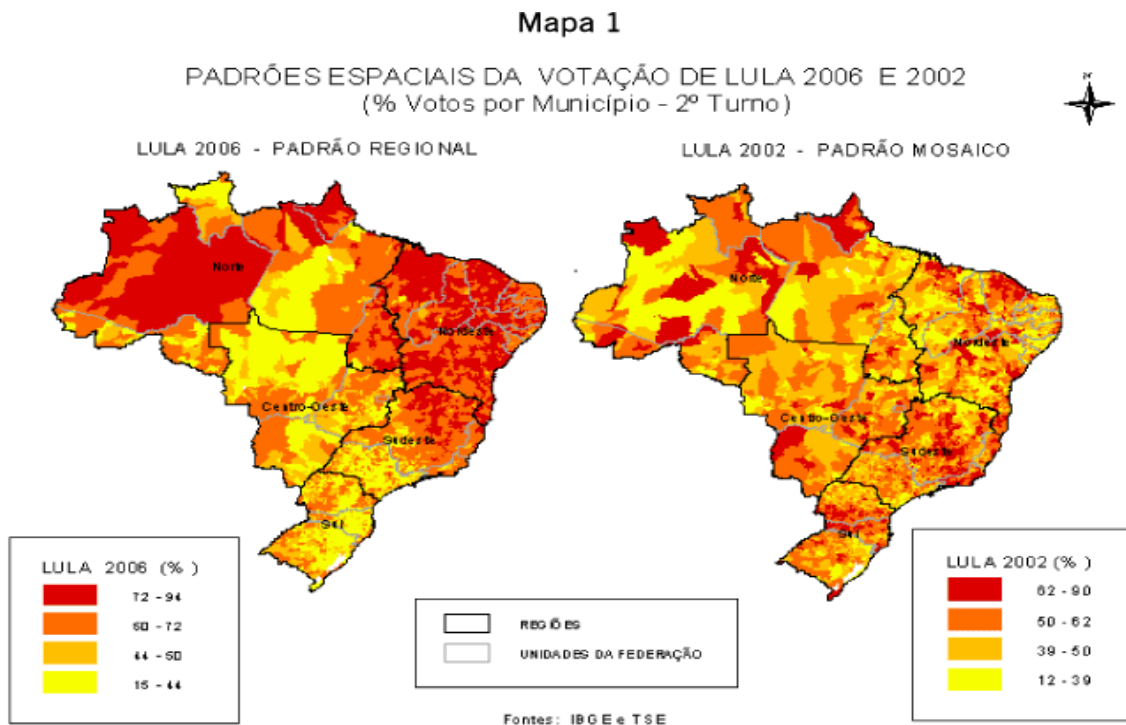 Mapa 1
PADRÕES ESPACIAIS DA VOTAÇÃO DE LULA 2006 E 2002
(% Votos por Município - 2º Turno)
N
LULA 2006 - PADRÃO REGIONAL
LULA 2002 - PADRÃO MOSAICO
Norte
Nordeste
Centro-Oeste
Sudeste
Sul
Norte
Nordeste
Centro-Oeste
Sudeste
Sul
LULA 2006 (%)
72 - 94
60 - 72
44 - 50
15 - 44
REGIÕES
UNIDADES DA FEDERAÇÃO
LULA 2002 (%)
62 - 90
50 - 62
39 - 50
12 - 39
Fontes: IBGE e TSE